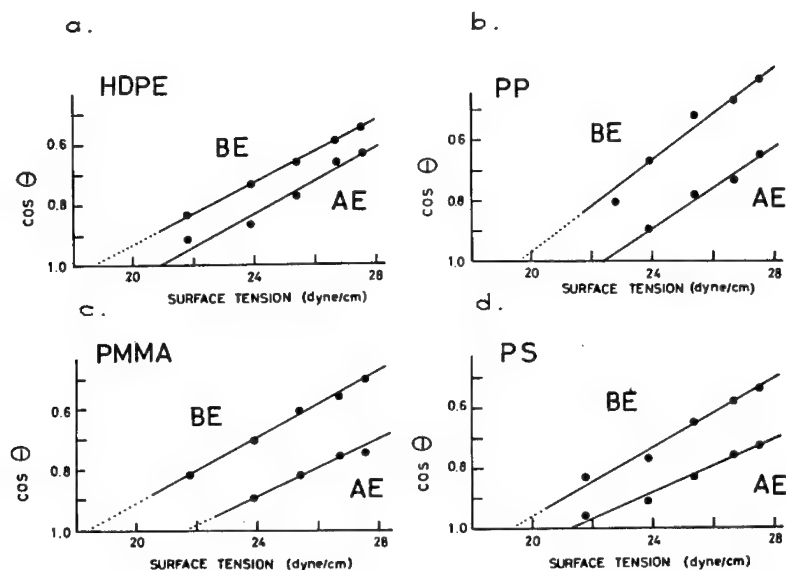 a.
HDPE
BE
AE
0.6
0.8
1.0
cos θ
20 24 28
SURFACE TENSION (dyne/cm)
b.
PP
BE
AE
0.6
0.8
1.0
cos θ
20 24 28
SURFACE TENSION (dyne/cm)
c.
PMMA
BE
AE
0.6
0.8
1.0
cos θ
20 24 28
SURFACE TENSION (dyne/cm)
d.
PS
BE
AE
0.6
0.8
1.0
cos θ
20 24 28
SURFACE TENSION (dyne/cm)